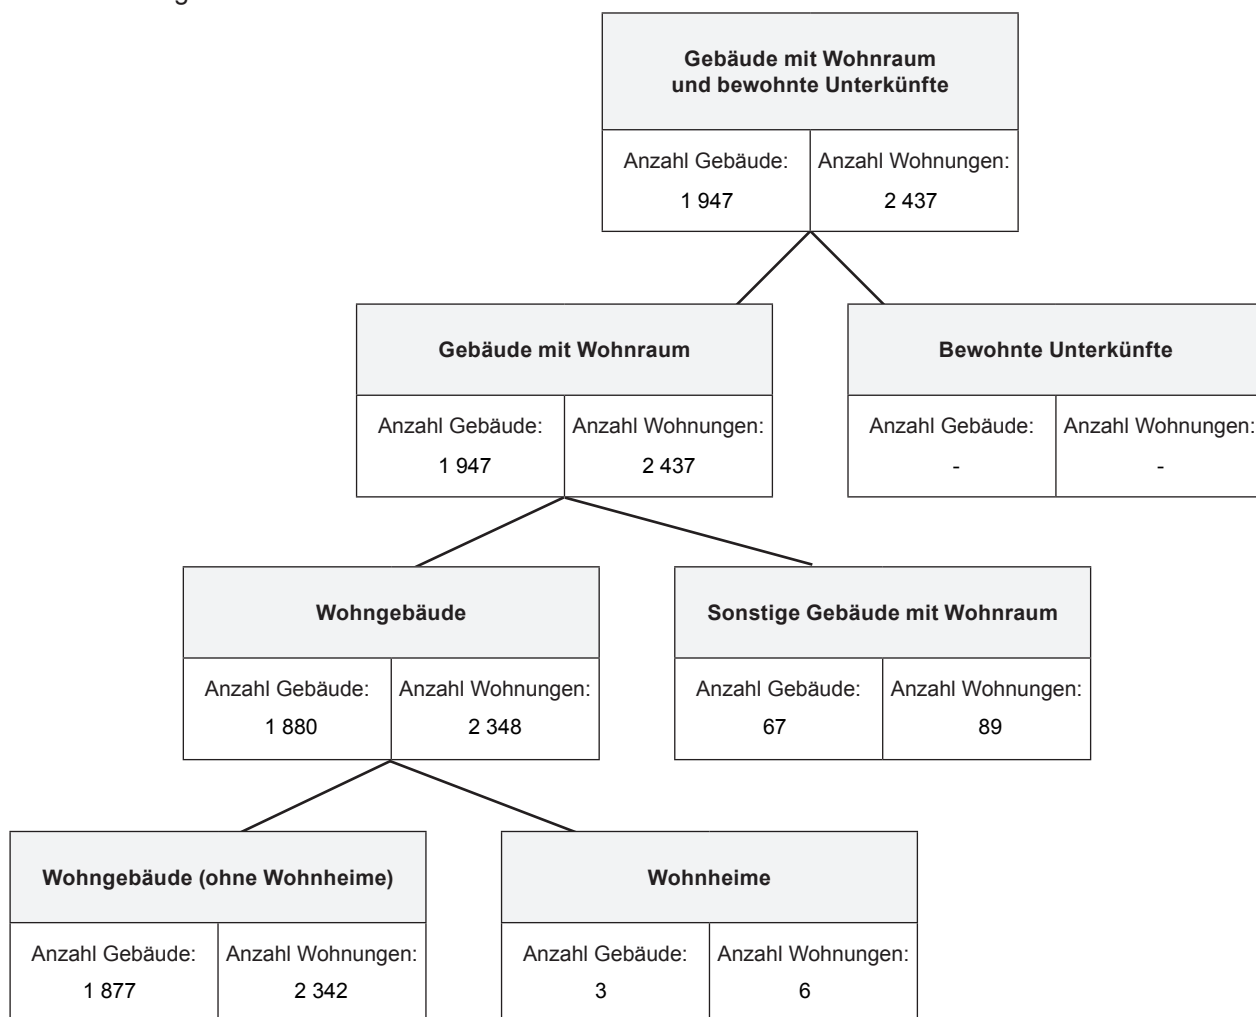 Gebäude mit Wohnraum
und bewohnte Unterkünfte
Anzahl Gebäude: Anzahl Wohnungen:
1 947 2 437
Gebäude mit Wohnraum Bewohnte Unterkünfte
Anzahl Gebäude: Anzahl Wohnungen: Anzahl Gebäude: Anzahl Wohnungen:
1 947 2 437 - -
Wohngebäude Sonstige Gebäude mit Wohnraum
Anzahl Gebäude: Anzahl Wohnungen: Anzahl Gebäude: Anzahl Wohnungen:
1 880 2 348 67 89
Wohngebäude (ohne Wohnheime) Wohnheime
Anzahl Gebäude: Anzahl Wohnungen: Anzahl Gebäude: Anzahl Wohnungen:
1 877 2 342 3 6